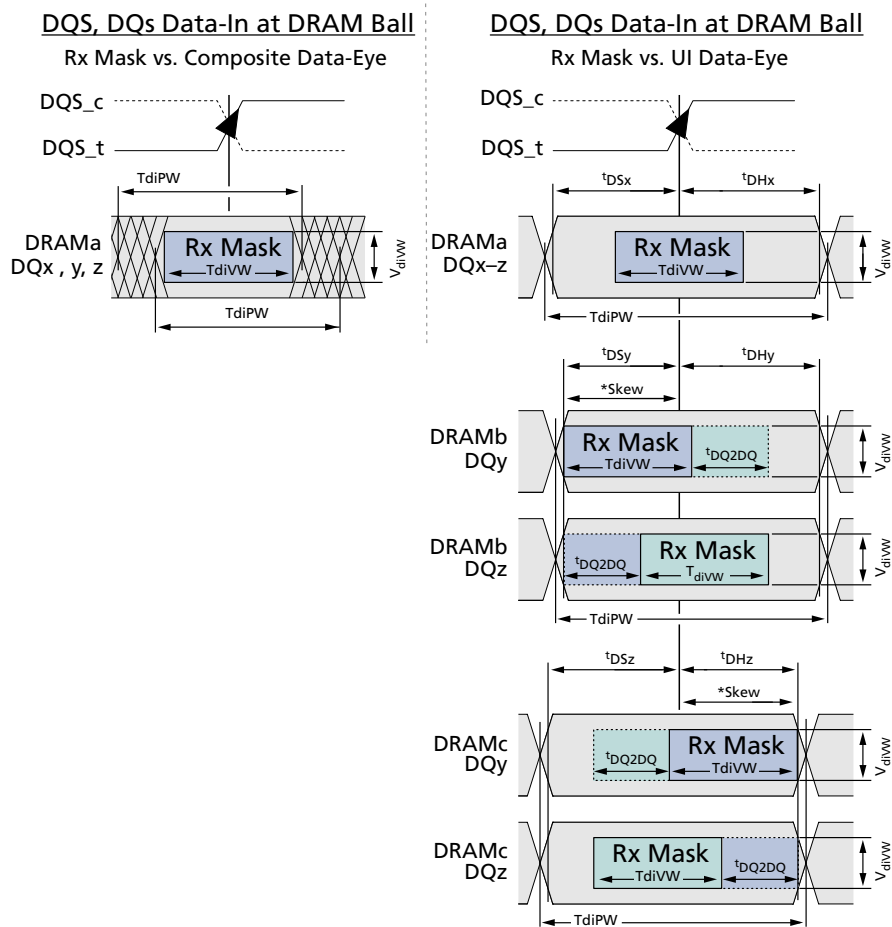 DQS, DQs Data-In at DRAM Ball
Rx Mask vs. Composite Data-Eye
DQS_c
DQS_t
TdiPW
DRAMa
DQx , y, z
Rx Mask
TdiVW
VdiVW
TdiPW
DQS, DQs Data-In at DRAM Ball
Rx Mask vs. UI Data-Eye
DQS_c
DQS_t
tDSx
tDHx
DRAMa
DQx–z
Rx Mask
TdiVW
VdiVW
TdiPW
tDSy
tDHy
*Skew
DRAMb
DQy
Rx Mask
TdiVW
tDQ2DQ
VdiVW
DRAMb
DQz
tDQ2DQ
Rx Mask
TdiVW
VdiVW
TdiPW
tDSz
tDHz
*Skew
DRAMc
DQy
tDQ2DQ
Rx Mask
TdiVW
VdiVW
DRAMc
DQz
Rx Mask
TdiVW
tDQ2DQ
VdiVW
TdiPW